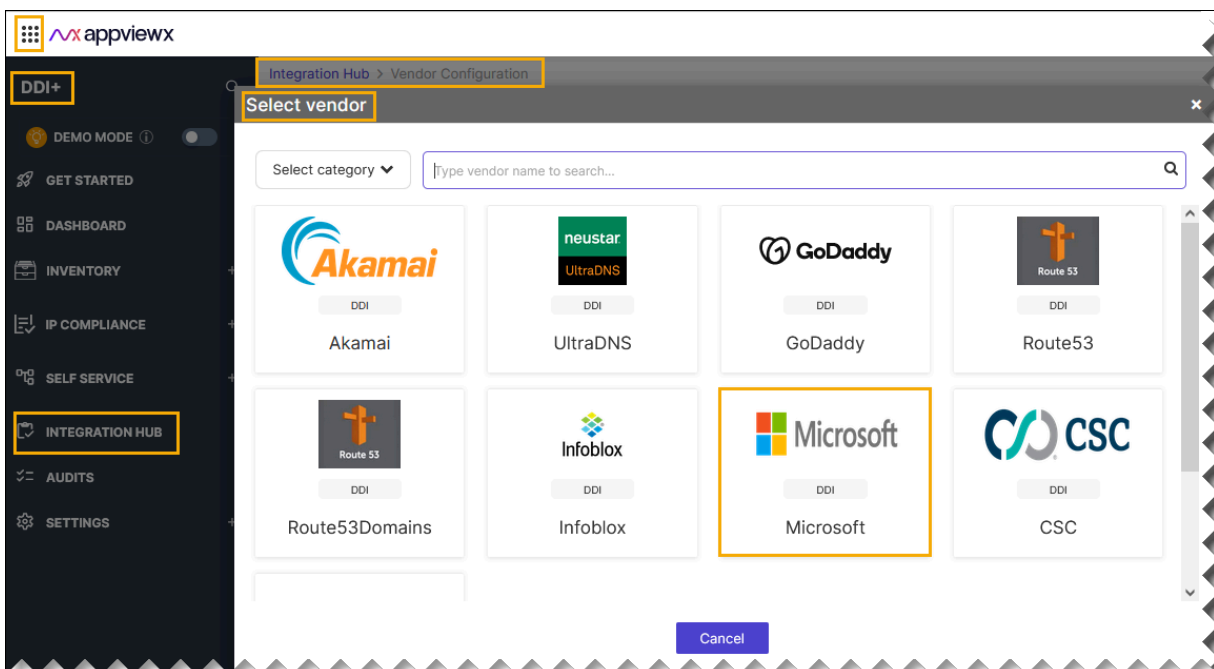 appviewx
DDI+
Integration Hub > Vendor Configuration
Select vendor
×
DEMO MODE
GET STARTED
DASHBOARD
INVENTORY +
IP COMPLIANCE +
SELF SERVICE +
INTEGRATION HUB
AUDITS
SETTINGS +
Select category
Type vendor name to search...
Akamai
DDI
Akamai
neustar
UltraDNS
DDI
UltraDNS
GoDaddy
DDI
GoDaddy
Route 53
DDI
Route53
Route 53
DDI
Route53Domains
Infoblox
DDI
Infoblox
Microsoft
DDI
Microsoft
CSC
DDI
CSC
Cancel